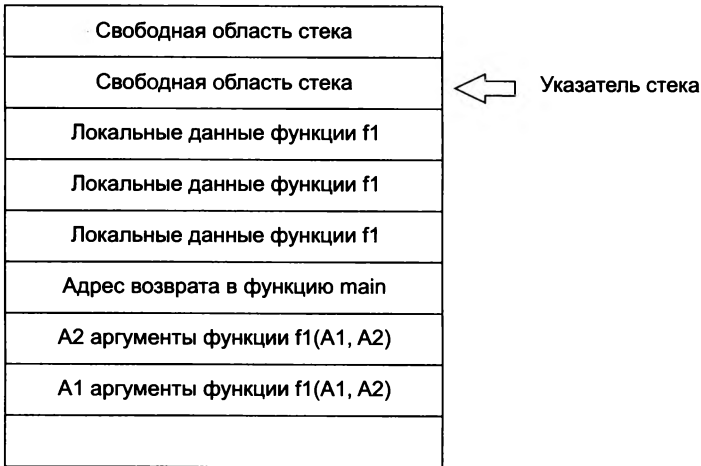 Свободная область стека
Свободная область стека
Указатель стека
Локальные данные функции f1
Локальные данные функции f1
Локальные данные функции f1
Адрес возврата в функцию main
A2 аргументы функции f1(A1, A2)
A1 аргументы функции f1(A1, A2)